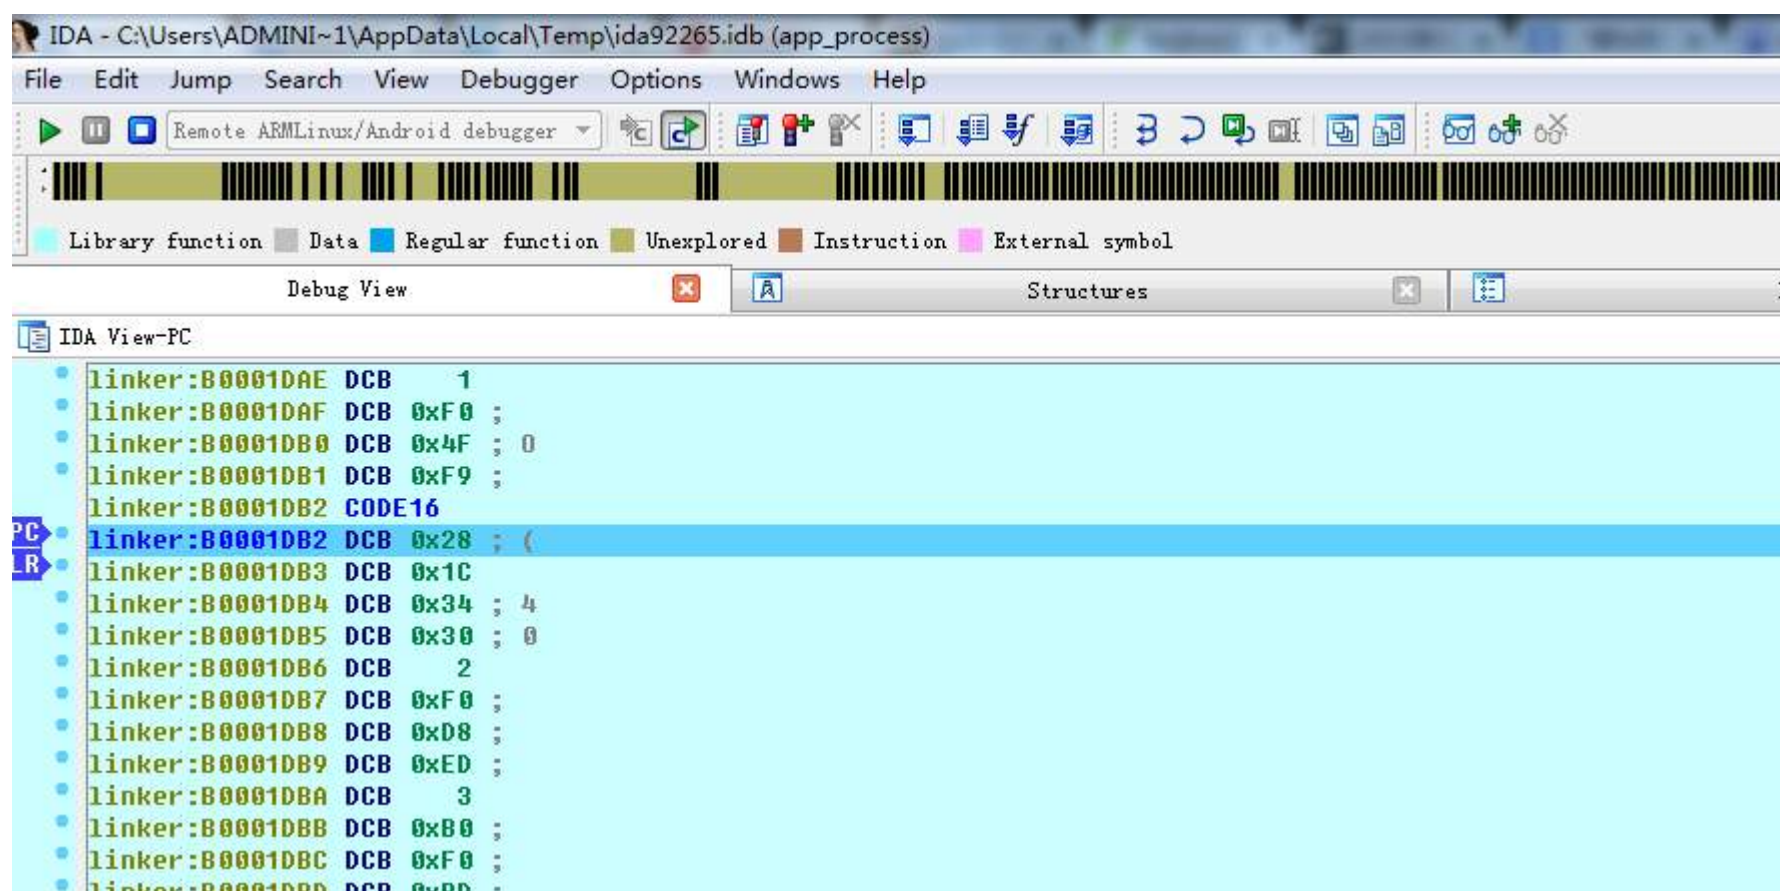 IDA - C:\Users\ADMINI~1\AppData\Local\Temp\ida92265.idb (app_process)
File Edit Jump Search View Debugger Options Windows Help
Remote ARMLinux/Android debugger
Library function Data Regular function Unexplored Instruction External symbol
Debug View Structures
IDA View-PC
linker:B0001DAE DCB 1
linker:B0001DAF DCB 0xF0 ;
linker:B0001DB0 DCB 0x4F ; O
linker:B0001DB1 DCB 0xF9 ;
linker:B0001DB2 CODE16
PC linker:B0001DB2 DCB 0x28 ; (
LR linker:B0001DB3 DCB 0x1C
linker:B0001DB4 DCB 0x34 ; 4
linker:B0001DB5 DCB 0x30 ; 0
linker:B0001DB6 DCB 2
linker:B0001DB7 DCB 0xF0 ;
linker:B0001DB8 DCB 0xD8 ;
linker:B0001DB9 DCB 0xED ;
linker:B0001DBA DCB 3
linker:B0001DBB DCB 0xB0 ;
linker:B0001DBC DCB 0xF0 ;
linker:B0001DBD DCB 0xBD ;